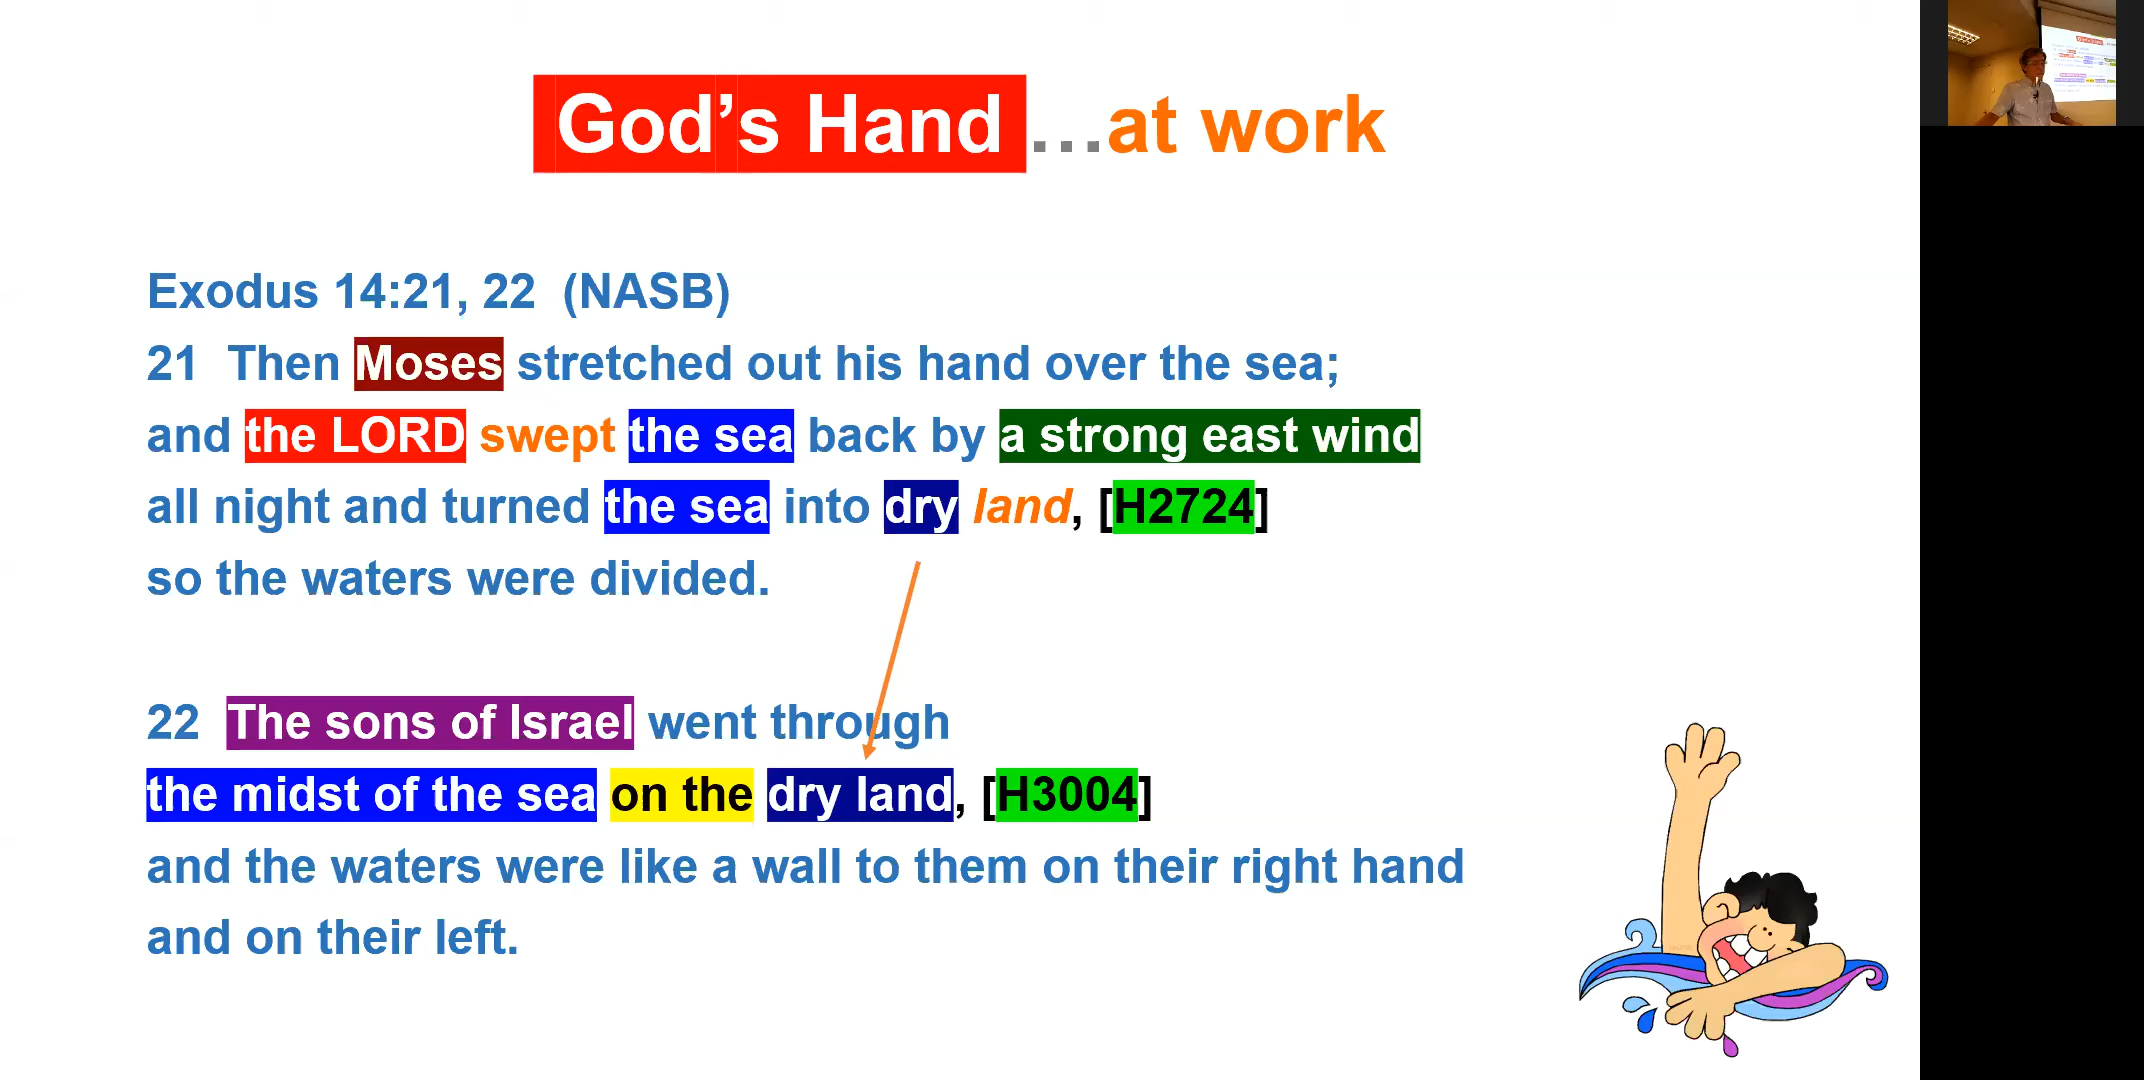 God’s Hand …at work
Exodus 14:21, 22 (NASB)
21 Then Moses stretched out his hand over the sea;
and the LORD swept the sea back by a strong east wind
all night and turned the sea into dry land, [H2724]
so the waters were divided.
22 The sons of Israel went through
the midst of the sea on the dry land, [H3004]
and the waters were like a wall to them on their right hand
and on their left.